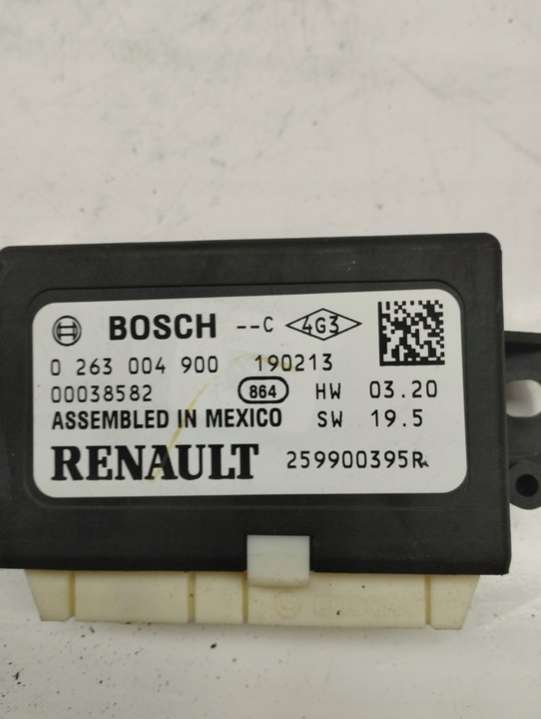 BOSCH --C 4G3
0 263 004 900 190213
00038582 864 HW 03.20
ASSEMBLED IN MEXICO SW 19.5
RENAULT 259900395R